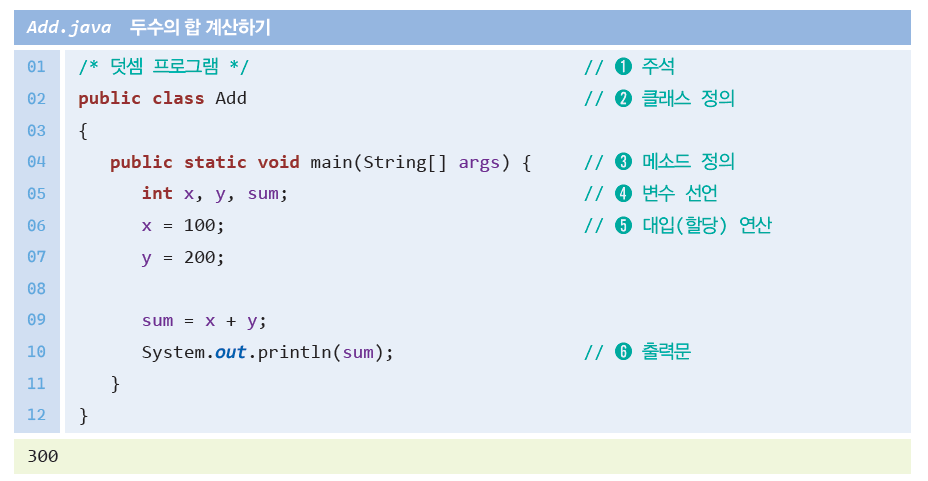 Add.java 두수의 합 계산하기
01 /* 덧셈 프로그램 */ // ❶ 주석
02 public class Add // ❷ 클래스 정의
03 {
04 public static void main(String[] args) { // ❸ 메소드 정의
05 int x, y, sum; // ❹ 변수 선언
06 x = 100; // ❺ 대입(할당) 연산
07 y = 200;
08
09 sum = x + y;
10 System.out.println(sum); // ❻ 출력문
11 }
12 }
300